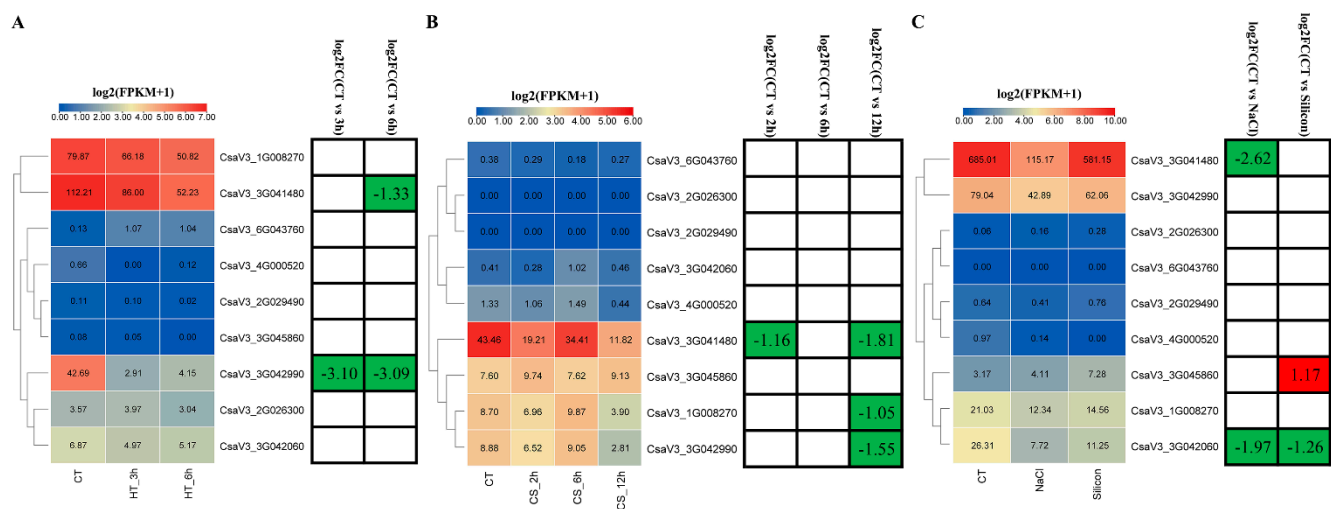 A
log2(FPKM+1)
0.00 1.00 2.00 3.00 4.00 5.00 6.00 7.00
log2FC(CT vs 3h)
log2FC(CT vs 6h)
79.87 66.18 50.82 CsaV3_1G008270
112.21 86.00 52.23 CsaV3_3G041480 -1.33
0.13 1.07 1.04 CsaV3_6G043760
0.66 0.00 0.12 CsaV3_4G000520
0.11 0.10 0.02 CsaV3_2G029490
0.08 0.05 0.00 CsaV3_3G045860
42.69 2.91 4.15 CsaV3_3G042990 -3.10 -3.09
3.57 3.97 3.04 CsaV3_2G026300
6.87 4.97 5.17 CsaV3_3G042060
CT HT_3h HT_6h
B
log2(FPKM+1)
0.00 1.00 2.00 3.00 4.00 5.00 6.00
log2FC(CT vs 2h)
log2FC(CT vs 6h)
log2FC(CT vs 12h)
0.38 0.29 0.18 0.27 CsaV3_6G043760
0.00 0.00 0.00 0.00 CsaV3_2G026300
0.00 0.00 0.00 0.00 CsaV3_2G029490
0.41 0.28 1.02 0.46 CsaV3_3G042060
1.33 1.06 1.49 0.44 CsaV3_4G000520
43.46 19.21 34.41 11.82 CsaV3_3G041480 -1.16 -1.81
7.60 9.74 7.62 9.13 CsaV3_3G045860
8.70 6.96 9.87 3.90 CsaV3_1G008270 -1.05
8.88 6.52 9.05 2.81 CsaV3_3G042990 -1.55
CT CS_2h CS_6h CS_12h
C
log2(FPKM+1)
0.00 2.00 4.00 6.00 8.00 10.00
log2FC(CT vs NaCl)
log2FC(CT vs Silicon)
685.01 115.17 581.15 CsaV3_3G041480 -2.62
79.04 42.89 62.06 CsaV3_3G042990
0.06 0.16 0.28 CsaV3_2G026300
0.00 0.00 0.00 CsaV3_6G043760
0.64 0.41 0.76 CsaV3_2G029490
0.97 0.14 0.00 CsaV3_4G000520
3.17 4.11 7.28 CsaV3_3G045860 1.17
21.03 12.34 14.56 CsaV3_1G008270
26.31 7.72 11.25 CsaV3_3G042060 -1.97 -1.26
CT NaCl Silicon